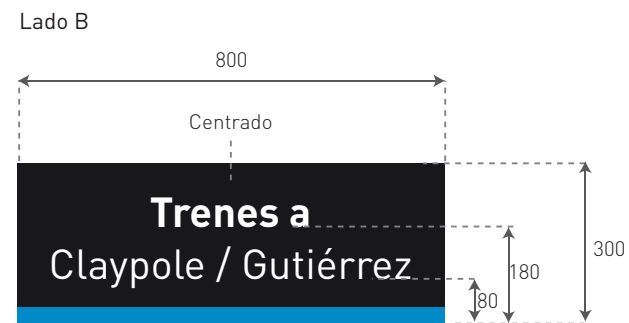 Lado B
800
Centrado
Trenes a
Claypole / Gutiérrez
300
180
80